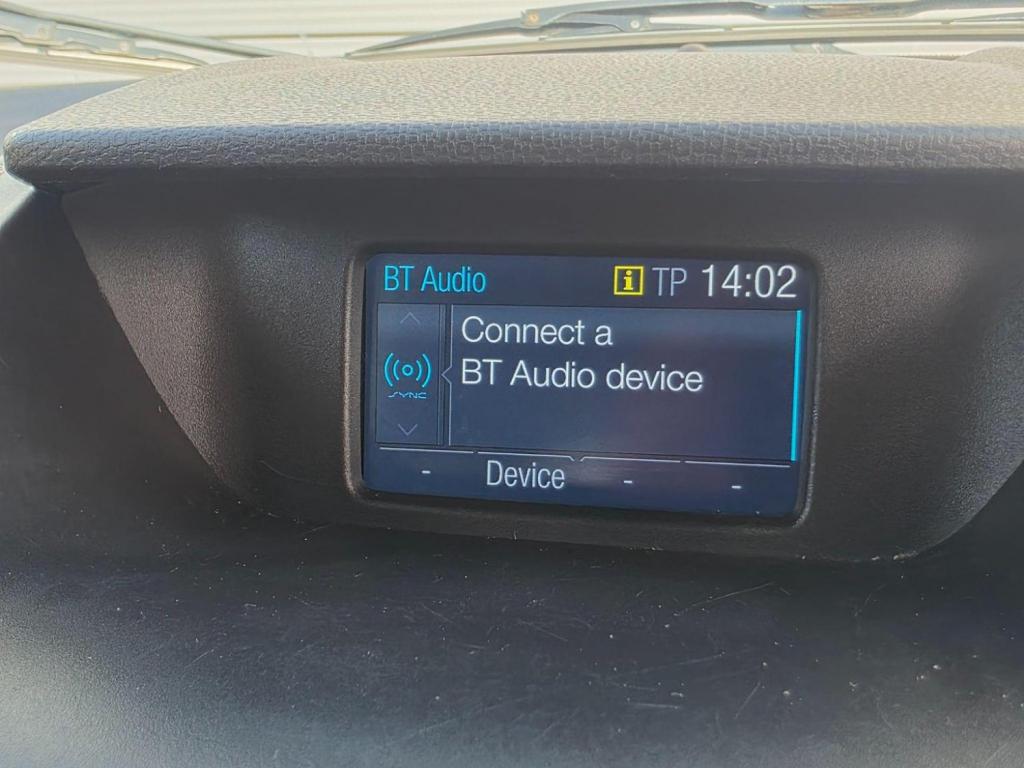 BT Audio i TP 14:02
Connect a
BT Audio device
SYNC
- Device - -